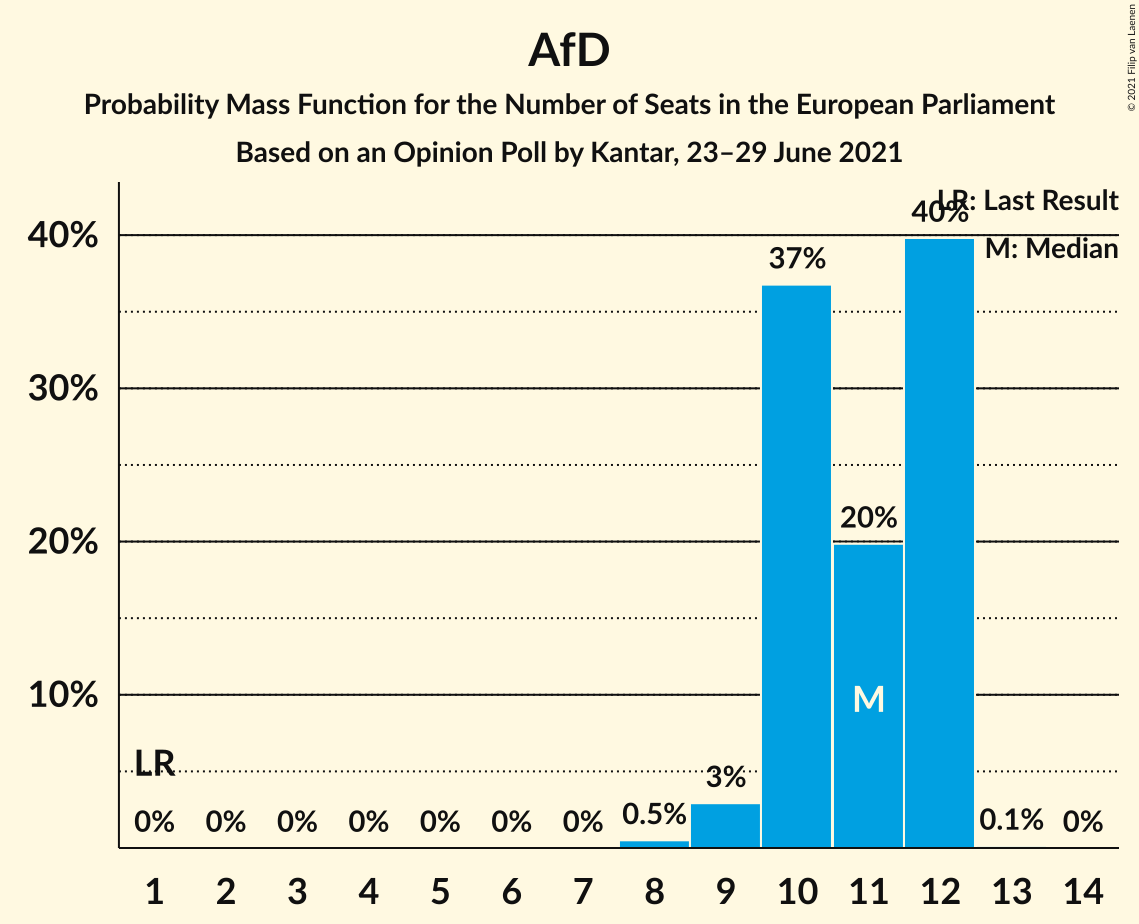 AfD
Probability Mass Function for the Number of Seats in the European Parliament
Based on an Opinion Poll by Kantar, 23–29 June 2021
© 2021 Filip van Laenen
LR: Last Result
M: Median
40%
30%
20%
10%
LR
0% 0% 0% 0% 0% 0% 0% 0.5% 3% 37% 20% 40% 0.1% 0%
M
1 2 3 4 5 6 7 8 9 10 11 12 13 14